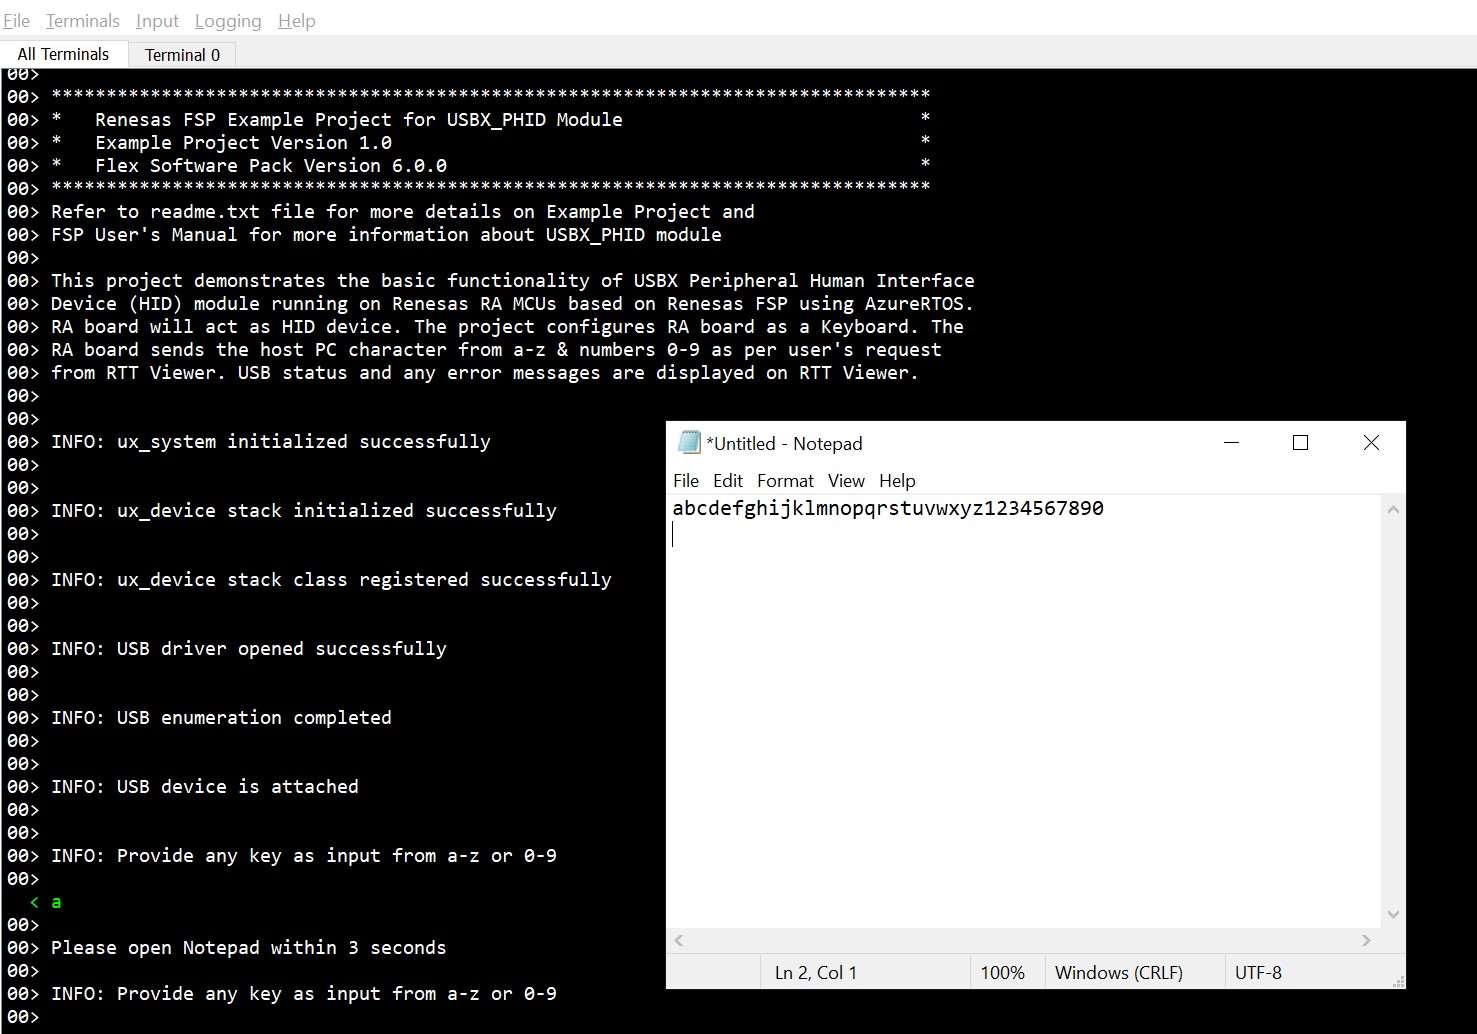 File Terminals Input Logging Help
All Terminals Terminal 0
00>
00> ********************************************************************************
00> *   Renesas FSP Example Project for USBX_PHID Module                           *
00> *   Example Project Version 1.0                                                *
00> *   Flex Software Pack Version 6.0.0                                           *
00> ********************************************************************************
00> Refer to readme.txt file for more details on Example Project and
00> FSP User's Manual for more information about USBX_PHID module
00>
00> This project demonstrates the basic functionality of USBX Peripheral Human Interface
00> Device (HID) module running on Renesas RA MCUs based on Renesas FSP using AzureRTOS.
00> RA board will act as HID device. The project configures RA board as a Keyboard. The
00> RA board sends the host PC character from a-z & numbers 0-9 as per user's request
00> from RTT Viewer. USB status and any error messages are displayed on RTT Viewer.
00>
00>
00> INFO: ux_system initialized successfully
00>
00>
00> INFO: ux_device stack initialized successfully
00>
00>
00> INFO: ux_device stack class registered successfully
00>
00>
00> INFO: USB driver opened successfully
00>
00>
00> INFO: USB enumeration completed
00>
00>
00> INFO: USB device is attached
00>
00>
00> INFO: Provide any key as input from a-z or 0-9
00>
< a
00>
00> Please open Notepad within 3 seconds
00>
00> INFO: Provide any key as input from a-z or 0-9
00>
*Untitled - Notepad
File Edit Format View Help
abcdefghijklmnopqrstuvwxyz1234567890
Ln 2, Col 1 100% Windows (CRLF) UTF-8